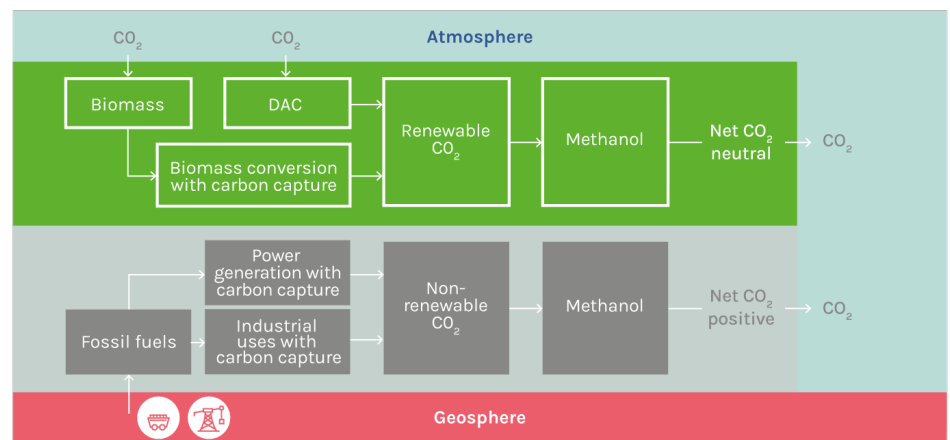 CO₂
CO₂
Atmosphere
Biomass
DAC
Renewable
CO₂
Methanol
Net CO₂
neutral
CO₂
Biomass conversion
with carbon capture
Power
generation with
carbon capture
Non-
renewable
CO₂
Methanol
Net CO₂
positive
CO₂
Fossil fuels
Industrial
uses with
carbon capture
Geosphere